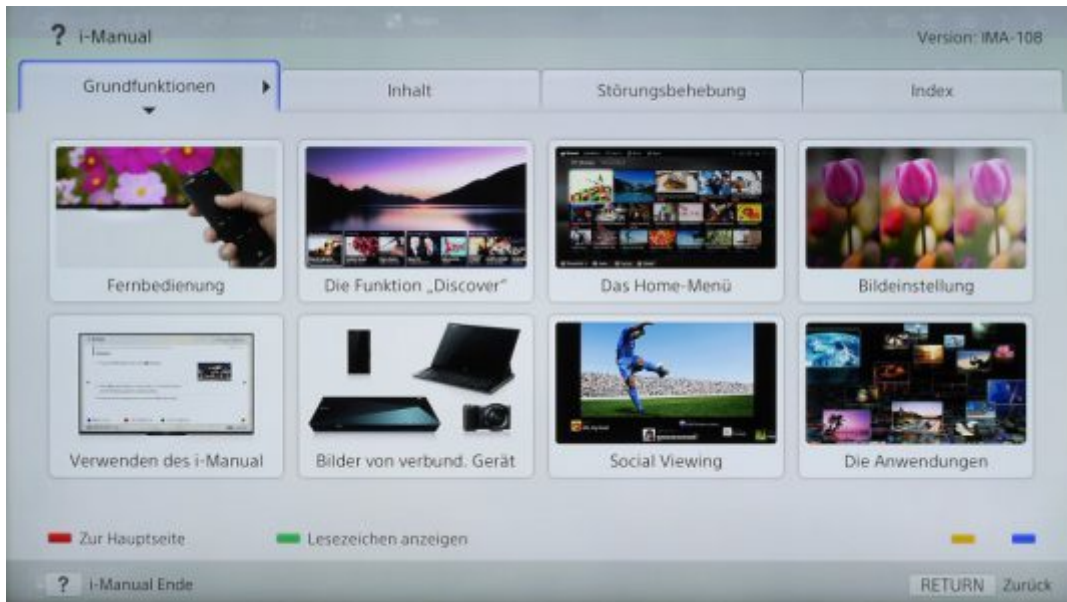 ? i-Manual
Version: IMA-108
Grundfunktionen
Inhalt
Störungsbehebung
Index
Fernbedienung
Die Funktion „Discover“
Das Home-Menü
Bildeinstellung
Verwenden des i-Manual
Bilder von verbund. Gerät
Social Viewing
Die Anwendungen
Zur Hauptseite
Lesezeichen anzeigen
? i-Manual Ende
RETURN Zurück